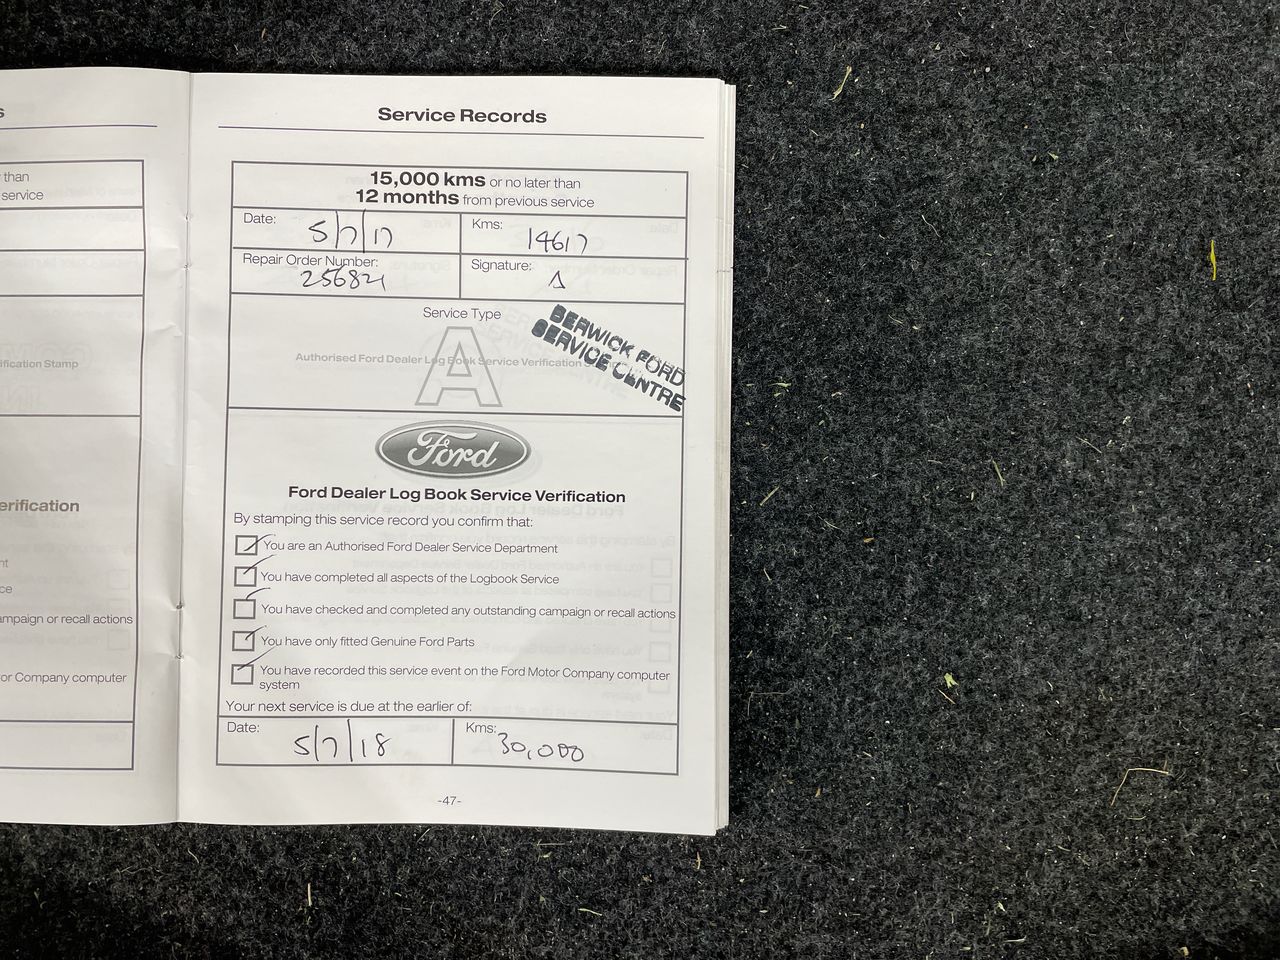 s
than
service
ification Stamp
erification
nt
ce
ampaign or recall actions
or Company computer
Service Records
15,000 kms or no later than
12 months from previous service
Date: 5/7/17
Kms: 14617
Repair Order Number:
Signature:
Service Type
Authorised Ford Dealer Log Book Service Verification
A
BERWICK FORD
SERVICE CENTRE
Ford
Ford Dealer Log Book Service Verification
By stamping this service record you confirm that:
You are an Authorised Ford Dealer Service Department
You have completed all aspects of the Logbook Service
You have checked and completed any outstanding campaign or recall actions
You have only fitted Genuine Ford Parts
You have recorded this service event on the Ford Motor Company computer
system
Your next service is due at the earlier of:
Date: 5/7/18
Kms: 30,000
-47-